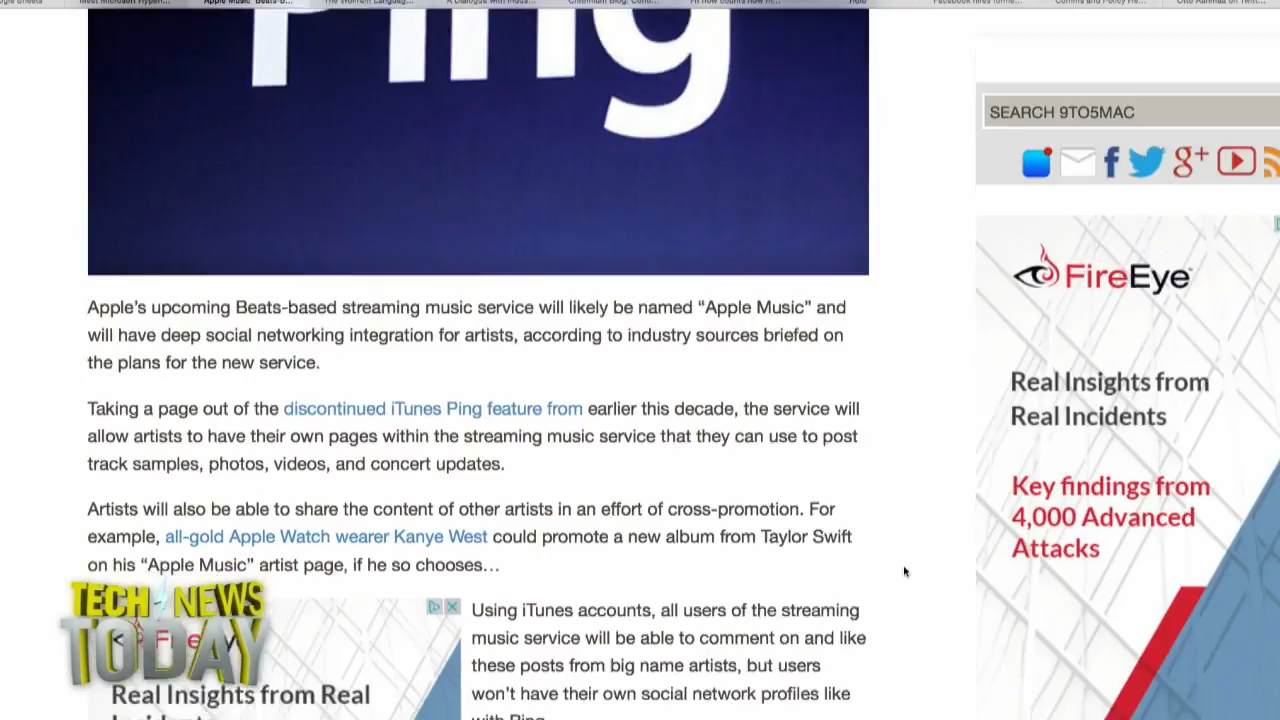 Apple Music' Beats-b...
Ping
SEARCH 9TO5MAC
Apple's upcoming Beats-based streaming music service will likely be named “Apple Music” and
will have deep social networking integration for artists, according to industry sources briefed on
the plans for the new service.
Taking a page out of the discontinued iTunes Ping feature from earlier this decade, the service will
allow artists to have their own pages within the streaming music service that they can use to post
track samples, photos, videos, and concert updates.
Artists will also be able to share the content of other artists in an effort of cross-promotion. For
example, all-gold Apple Watch wearer Kanye West could promote a new album from Taylor Swift
on his “Apple Music” artist page, if he so chooses…
Using iTunes accounts, all users of the streaming
music service will be able to comment on and like
these posts from big name artists, but users
won't have their own social network profiles like
with Ping.
FireEye
Real Insights from
Real Incidents
Key findings from
4,000 Advanced
Attacks
TECH NEWS
TODAY
Real Insights from Real